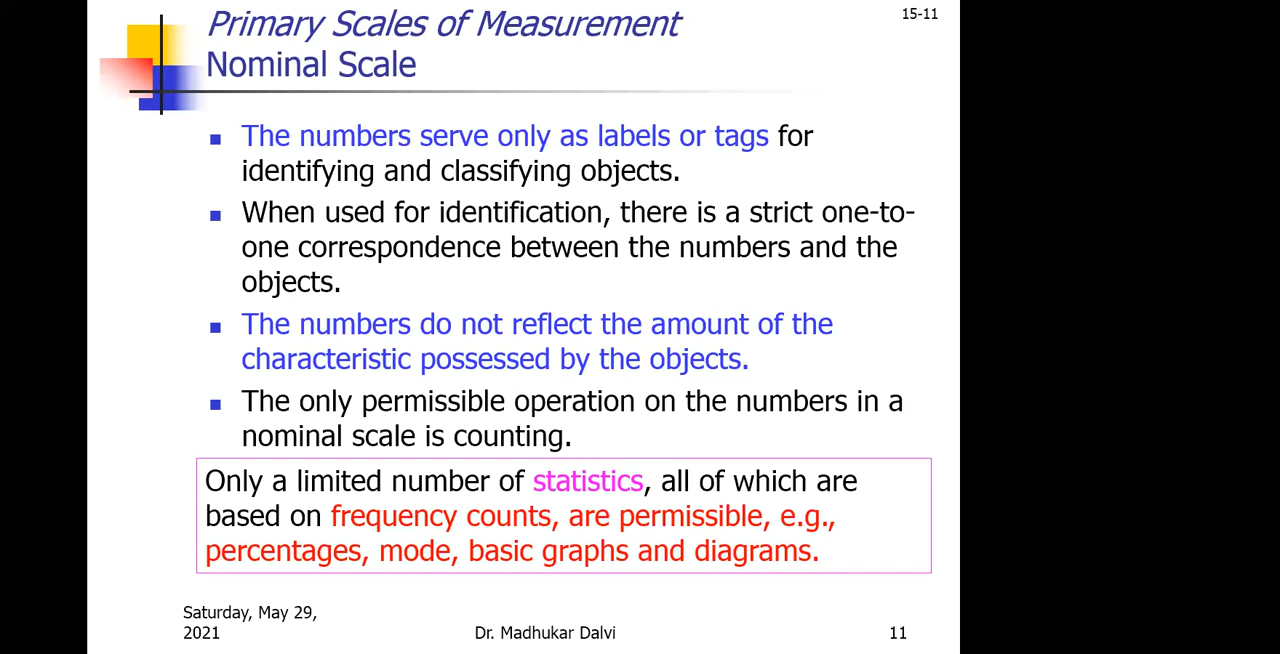 15-11
Primary Scales of Measurement
Nominal Scale
The numbers serve only as labels or tags for
identifying and classifying objects.
When used for identification, there is a strict one-to-
one correspondence between the numbers and the
objects.
The numbers do not reflect the amount of the
characteristic possessed by the objects.
The only permissible operation on the numbers in a
nominal scale is counting.
Only a limited number of statistics, all of which are
based on frequency counts, are permissible, e.g.,
percentages, mode, basic graphs and diagrams.
Saturday, May 29,
2021
Dr. Madhukar Dalvi
11